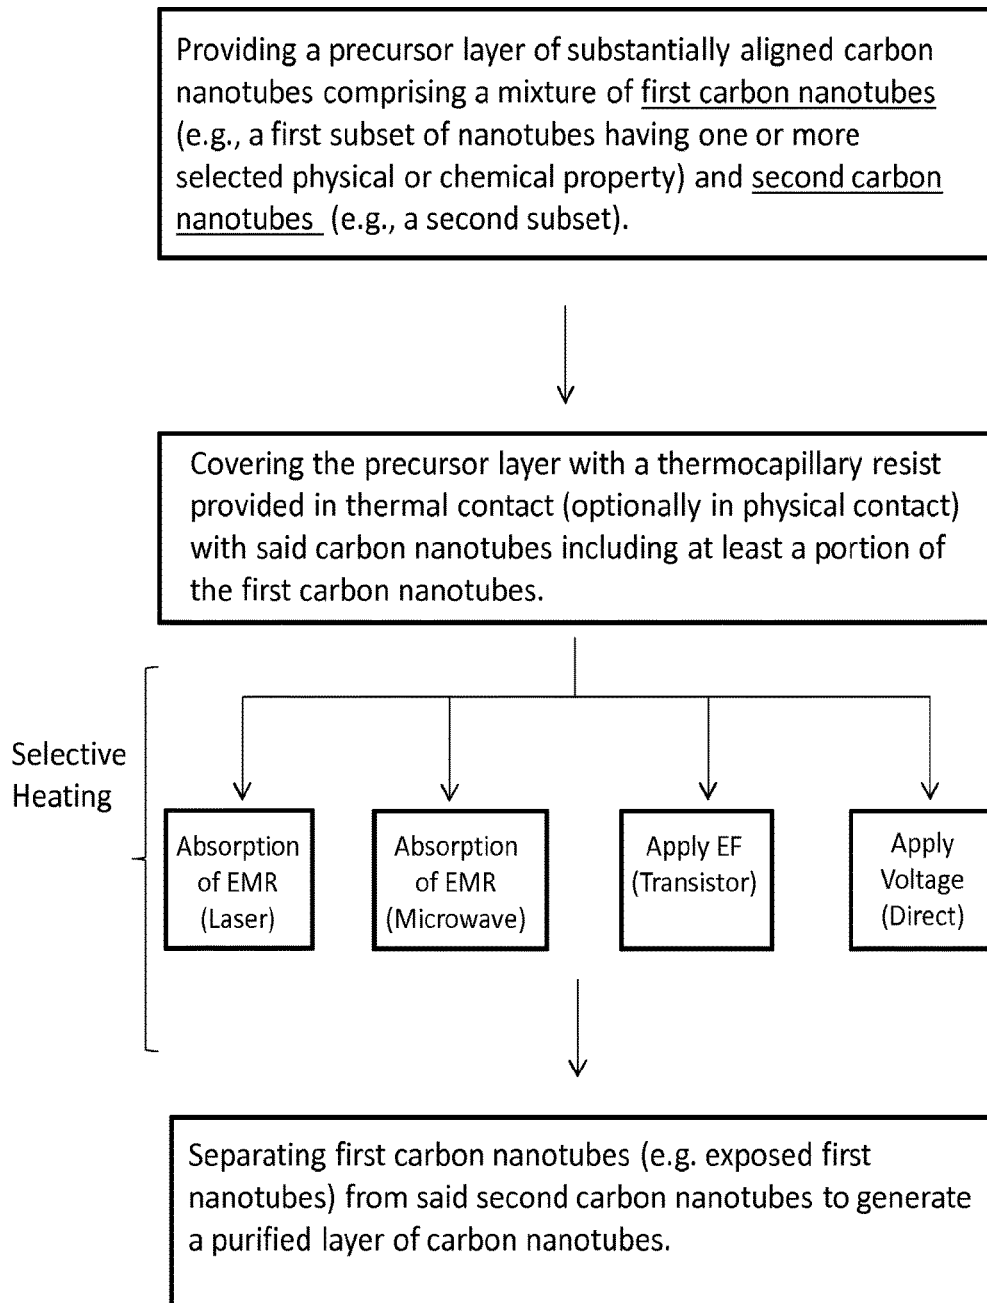 Providing a precursor layer of substantially aligned carbon
nanotubes comprising a mixture of first carbon nanotubes
(e.g., a first subset of nanotubes having one or more
selected physical or chemical property) and second carbon
nanotubes (e.g., a second subset).
Covering the precursor layer with a thermocapillary resist
provided in thermal contact (optionally in physical contact)
with said carbon nanotubes including at least a portion of
the first carbon nanotubes.
Selective
Heating
Absorption
of EMR
(Laser)
Absorption
of EMR
(Microwave)
Apply EF
(Transistor)
Apply
Voltage
(Direct)
Separating first carbon nanotubes (e.g. exposed first
nanotubes) from said second carbon nanotubes to generate
a purified layer of carbon nanotubes.